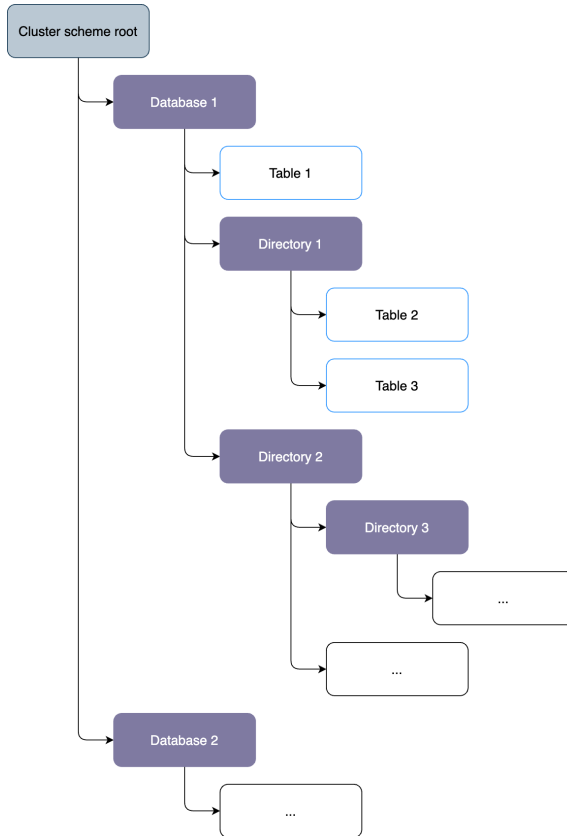 Cluster scheme root
Database 1
Table 1
Directory 1
Table 2
Table 3
Directory 2
Directory 3
...
...
Database 2
...